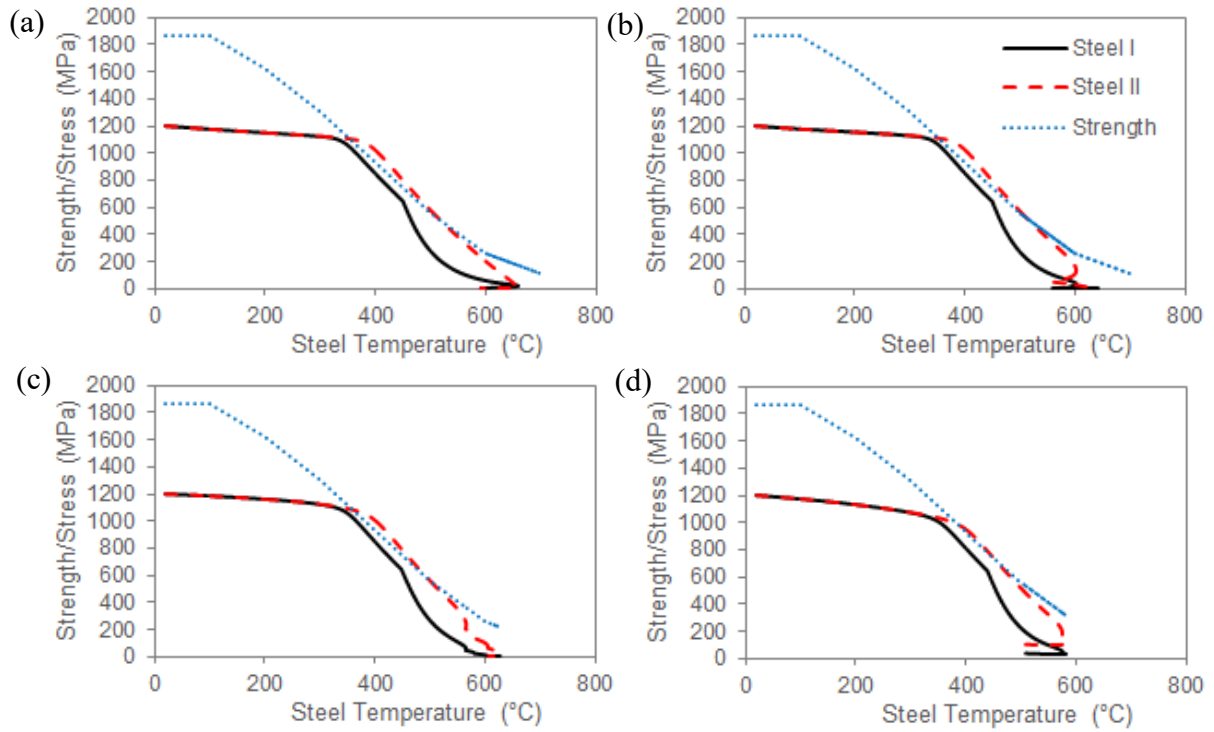 (a)
Strength/Stress (MPa)
2000
1800
1600
1400
1200
1000
800
600
400
200
0
0 200 400 600 800
Steel Temperature (°C)
(b)
Strength/Stress (MPa)
2000
1800
1600
1400
1200
1000
800
600
400
200
0
Steel I
Steel II
Strength
0 200 400 600 800
Steel Temperature (°C)
(c)
Strength/Stress (MPa)
2000
1800
1600
1400
1200
1000
800
600
400
200
0
0 200 400 600 800
Steel Temperature (°C)
(d)
Strength/Stress (MPa)
2000
1800
1600
1400
1200
1000
800
600
400
200
0
0 200 400 600 800
Steel Temperature (°C)